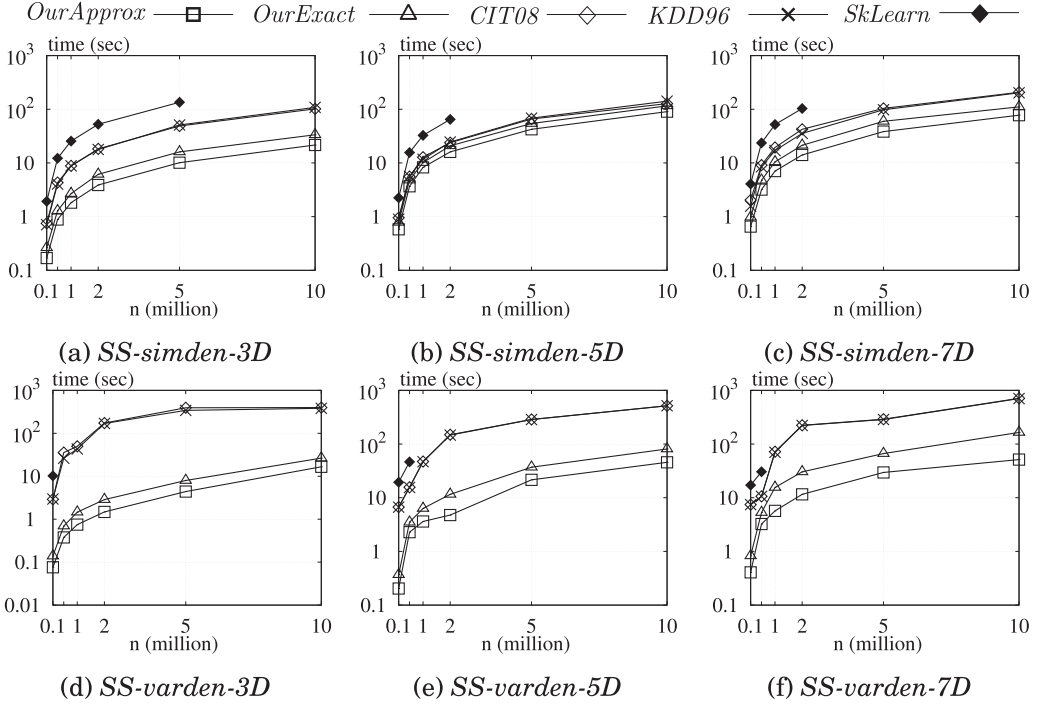 OurApprox OurExact CIT08 KDD96 SkLearn
time (sec) time (sec) time (sec)
10³ 10³ 10³
10² 10² 10²
10 10 10
1 1 1
0.1 0.1 0.1
0.1 1 2 5 10 0.1 1 2 5 10 0.1 1 2 5 10
n (million) n (million) n (million)
(a) SS-simden-3D (b) SS-simden-5D (c) SS-simden-7D
time (sec) time (sec) time (sec)
10³ 10³ 10³
10² 10² 10²
10 10 10
1 1 1
0.1
0.01 0.1 0.1
0.1 1 2 5 10 0.1 1 2 5 10 0.1 1 2 5 10
n (million) n (million) n (million)
(d) SS-varden-3D (e) SS-varden-5D (f) SS-varden-7D